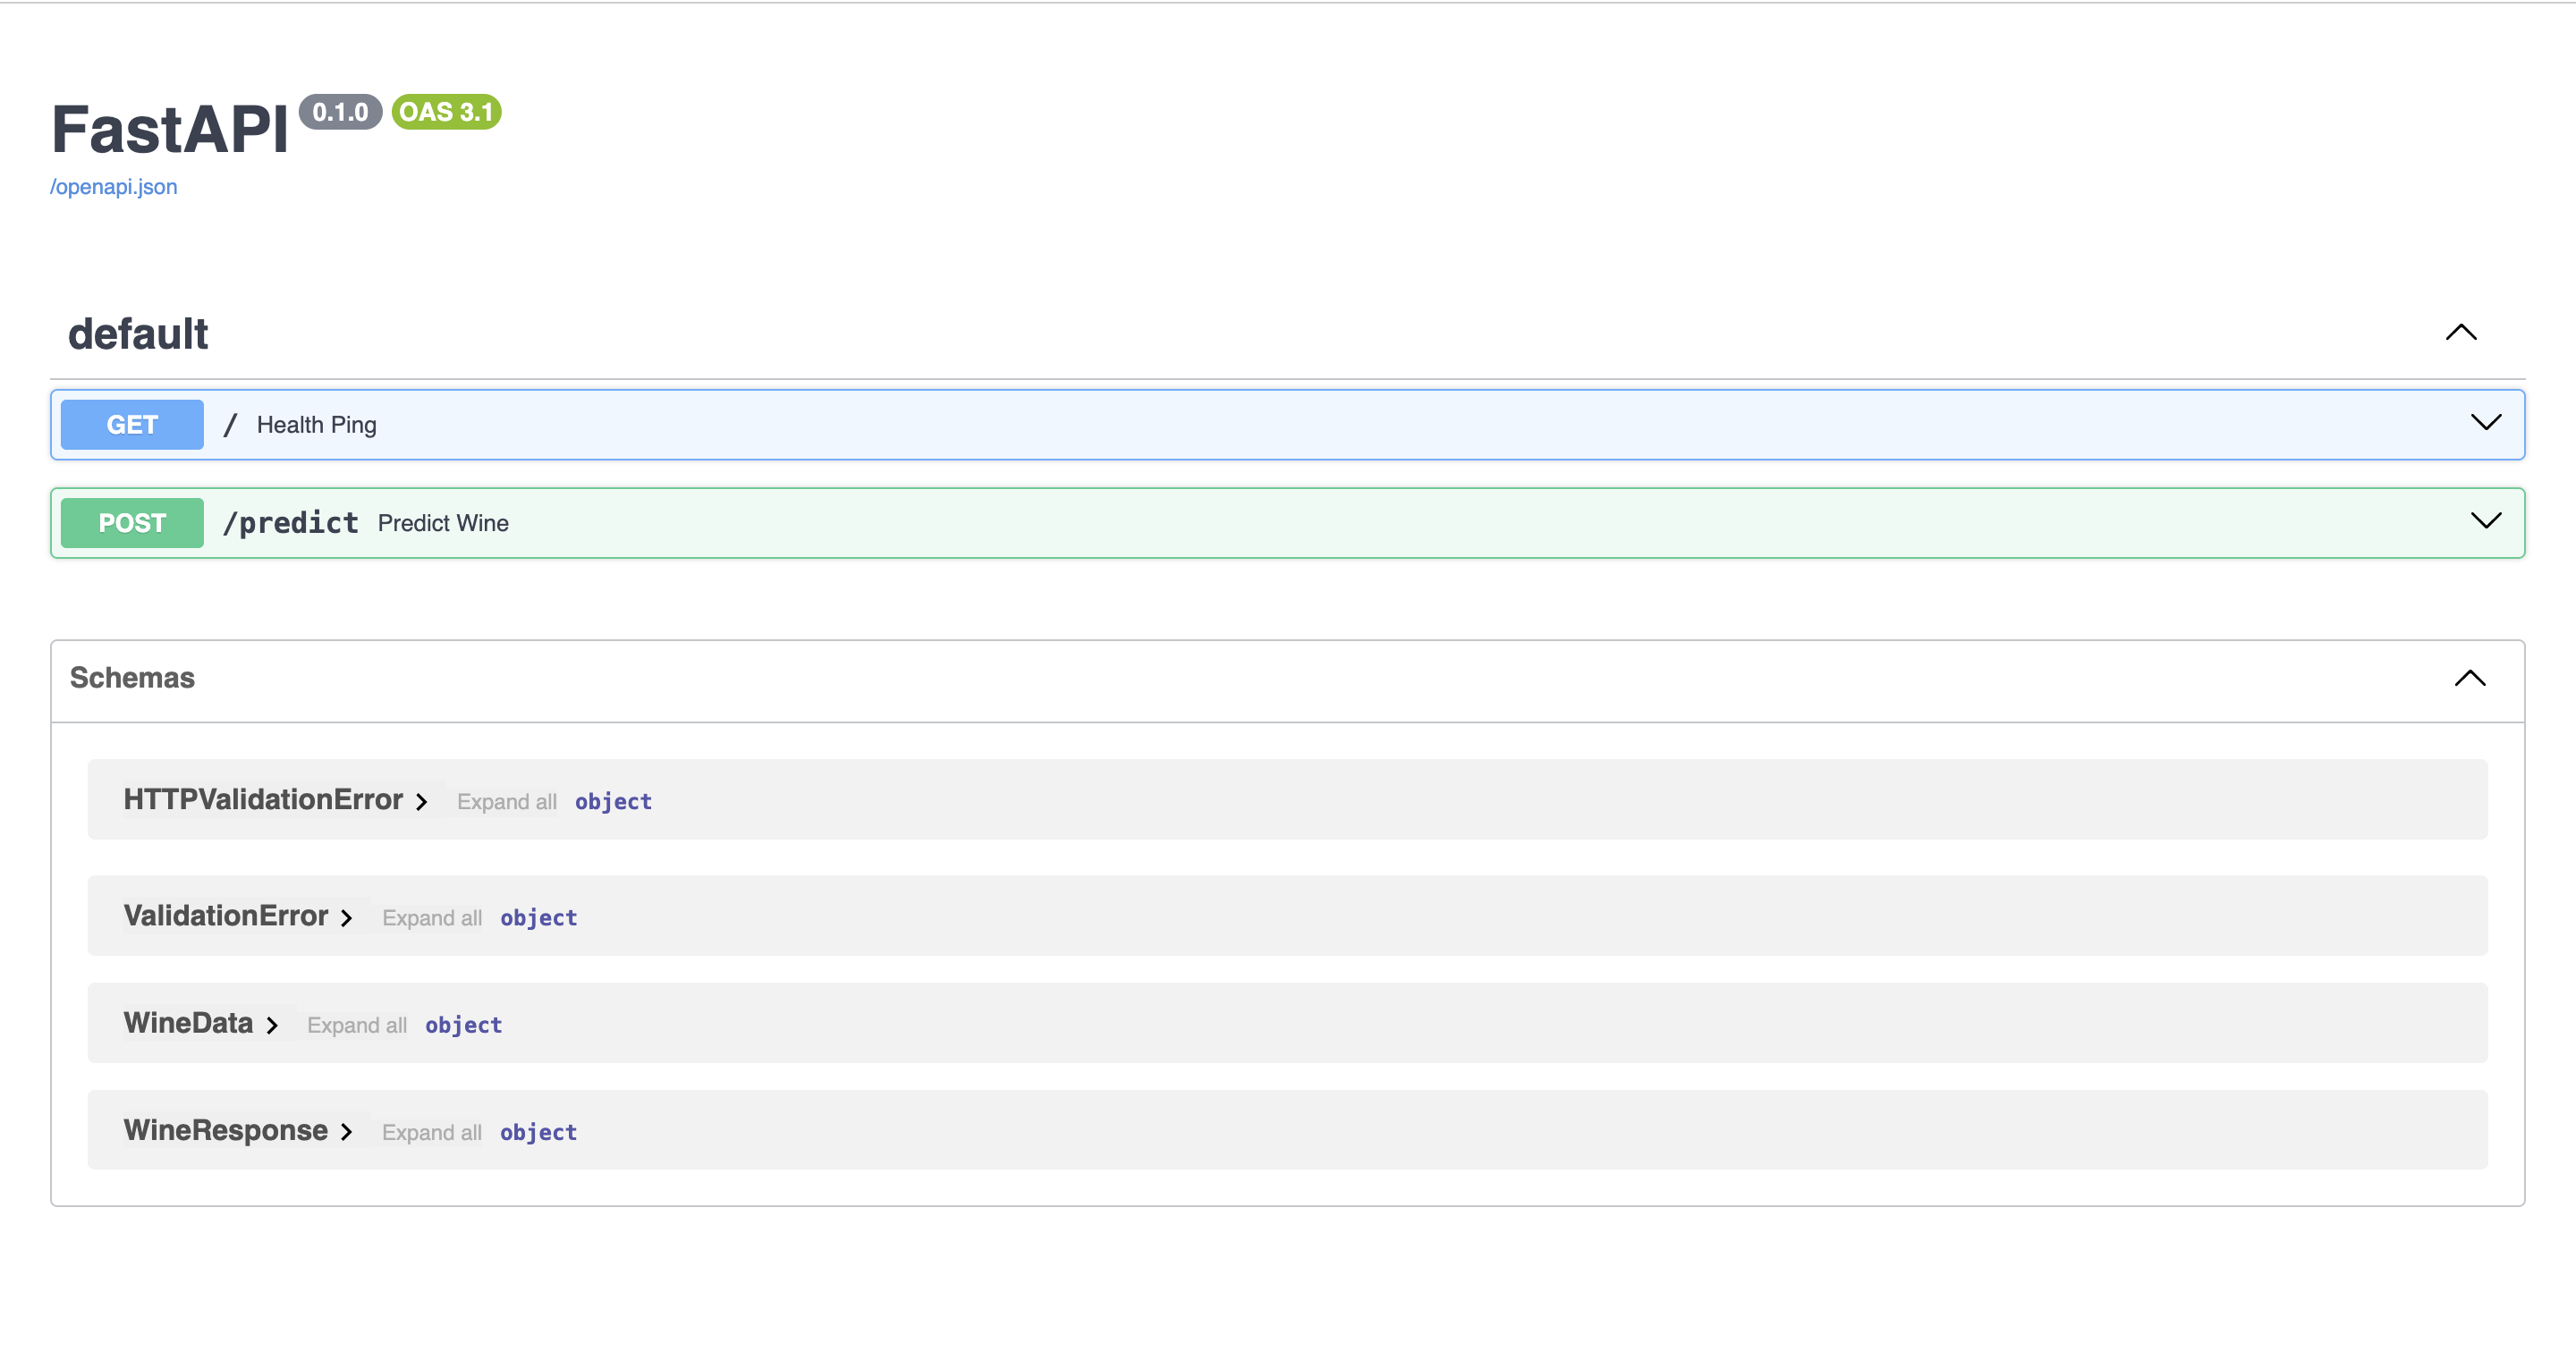 FastAPI 0.1.0 OAS 3.1
/openapi.json
default
GET / Health Ping
POST /predict Predict Wine
Schemas
HTTPValidationError Expand all object
ValidationError Expand all object
WineData Expand all object
WineResponse Expand all object